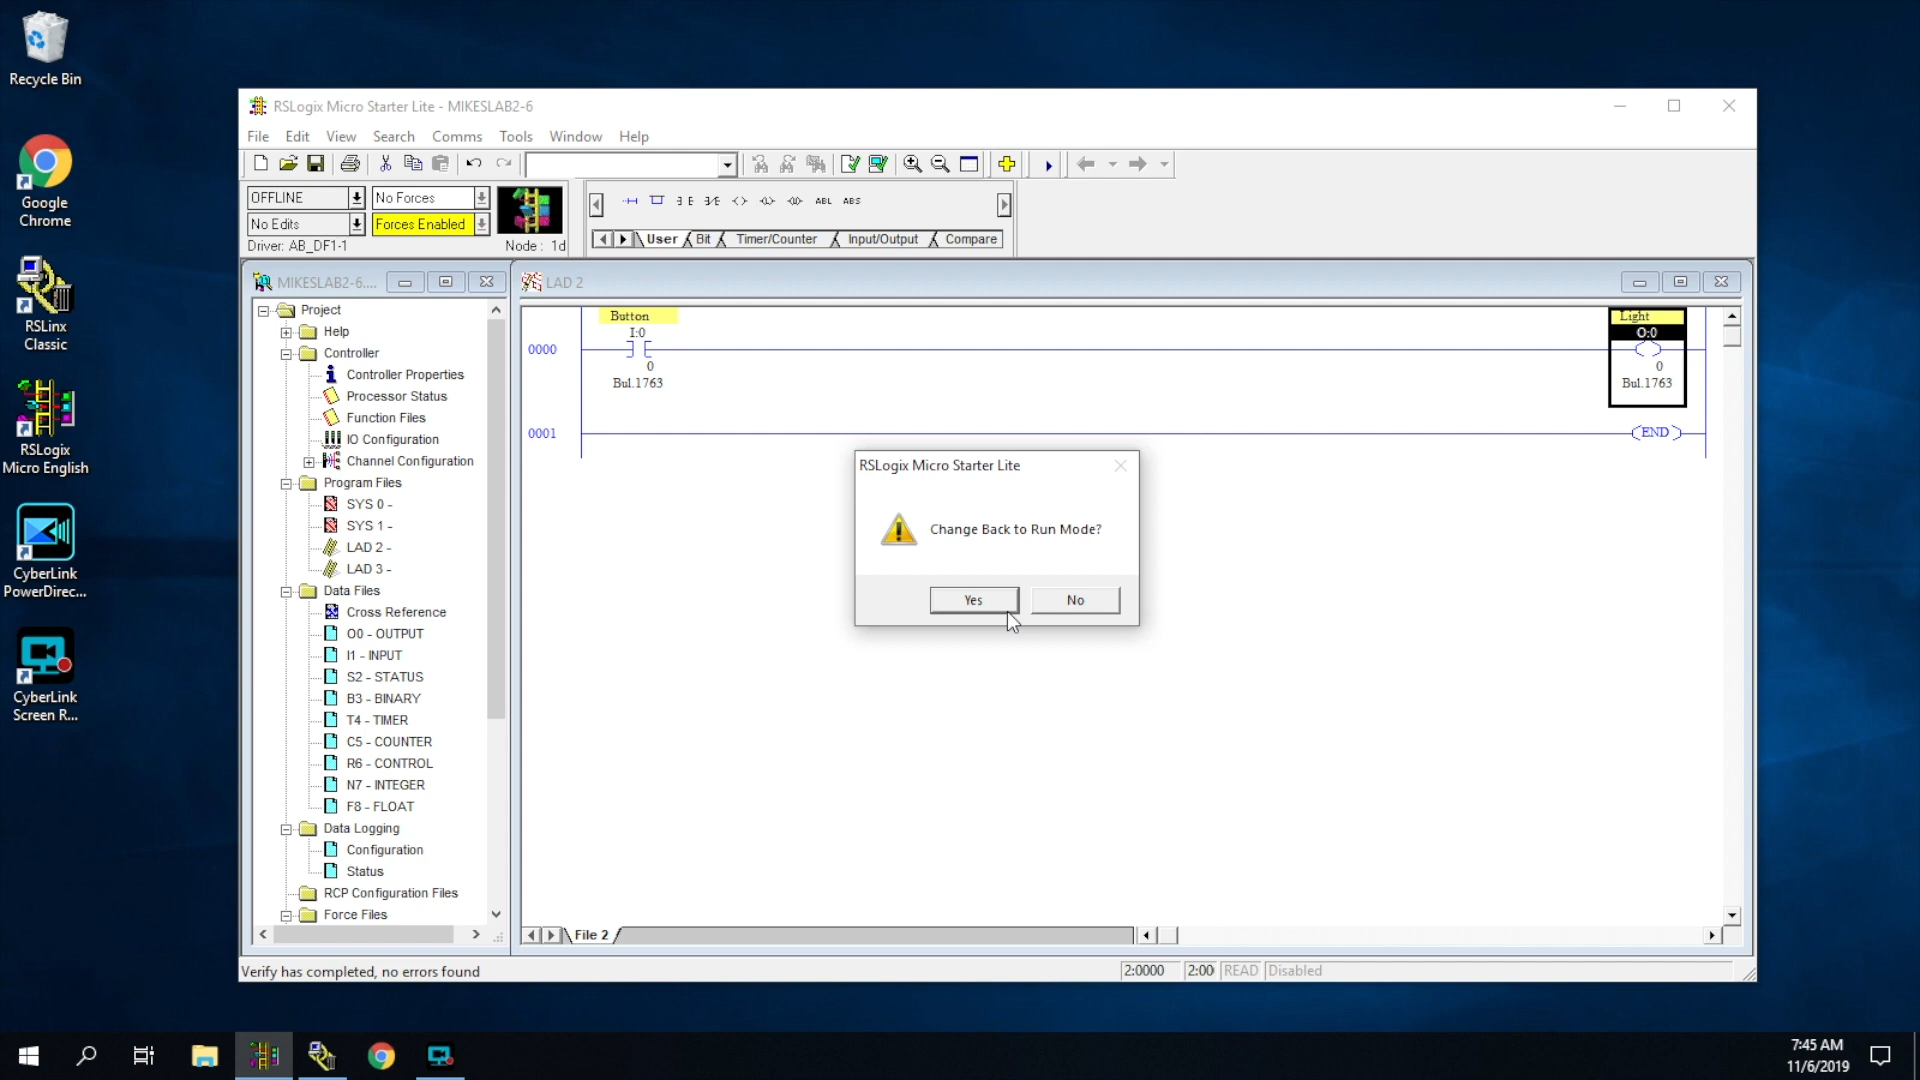 Recycle Bin
Google
Chrome
RSLinx
Classic
RSLogix
Micro English
CyberLink
PowerDirec...
CyberLink
Screen R...
RSLogix Micro Starter Lite - MIKESLAB2-6
File Edit View Search Comms Tools Window Help
OFFLINE No Forces
No Edits Forces Enabled
Driver: AB_DF1-1 Node : 1d
ABL ABS
User Bit Timer/Counter Input/Output Compare
MIKESLAB2-6....
Project
Help
Controller
Controller Properties
Processor Status
Function Files
IO Configuration
Channel Configuration
Program Files
SYS 0 -
SYS 1 -
LAD 2 -
LAD 3 -
Data Files
Cross Reference
O0 - OUTPUT
I1 - INPUT
S2 - STATUS
B3 - BINARY
T4 - TIMER
C5 - COUNTER
R6 - CONTROL
N7 - INTEGER
F8 - FLOAT
Data Logging
Configuration
Status
RCP Configuration Files
Force Files
LAD 2
Button Light
I:0 O:0
0000
0 0
Bul.1763 Bul.1763
0001 END
RSLogix Micro Starter Lite
Change Back to Run Mode?
Yes No
File 2
Verify has completed, no errors found 2:0000 2:00 READ Disabled
7:45 AM
11/6/2019